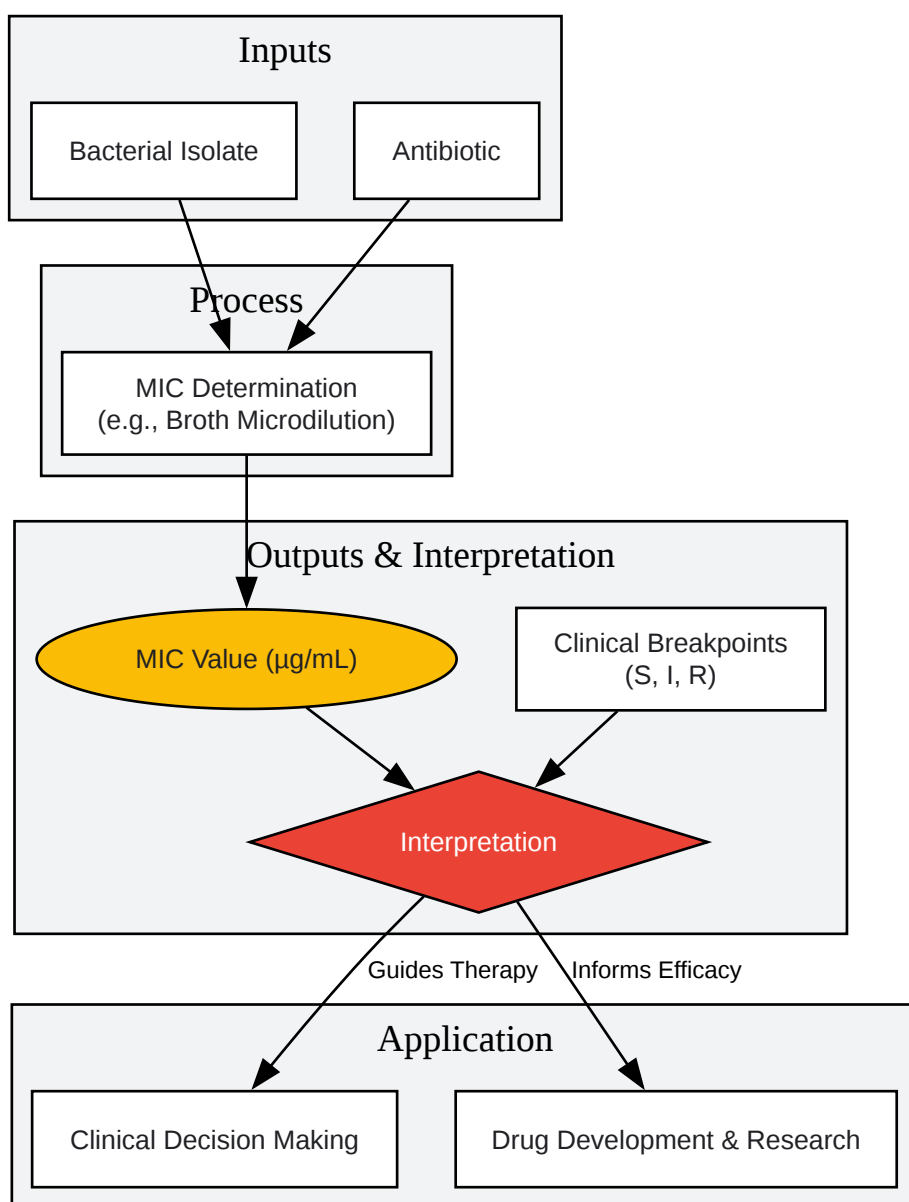 Inputs
Bacterial Isolate
Antibiotic
Process
MIC Determination
(e.g., Broth Microdilution)
Outputs & Interpretation
MIC Value (µg/mL)
Clinical Breakpoints
(S, I, R)
Interpretation
Guides Therapy
Informs Efficacy
Application
Clinical Decision Making
Drug Development & Research